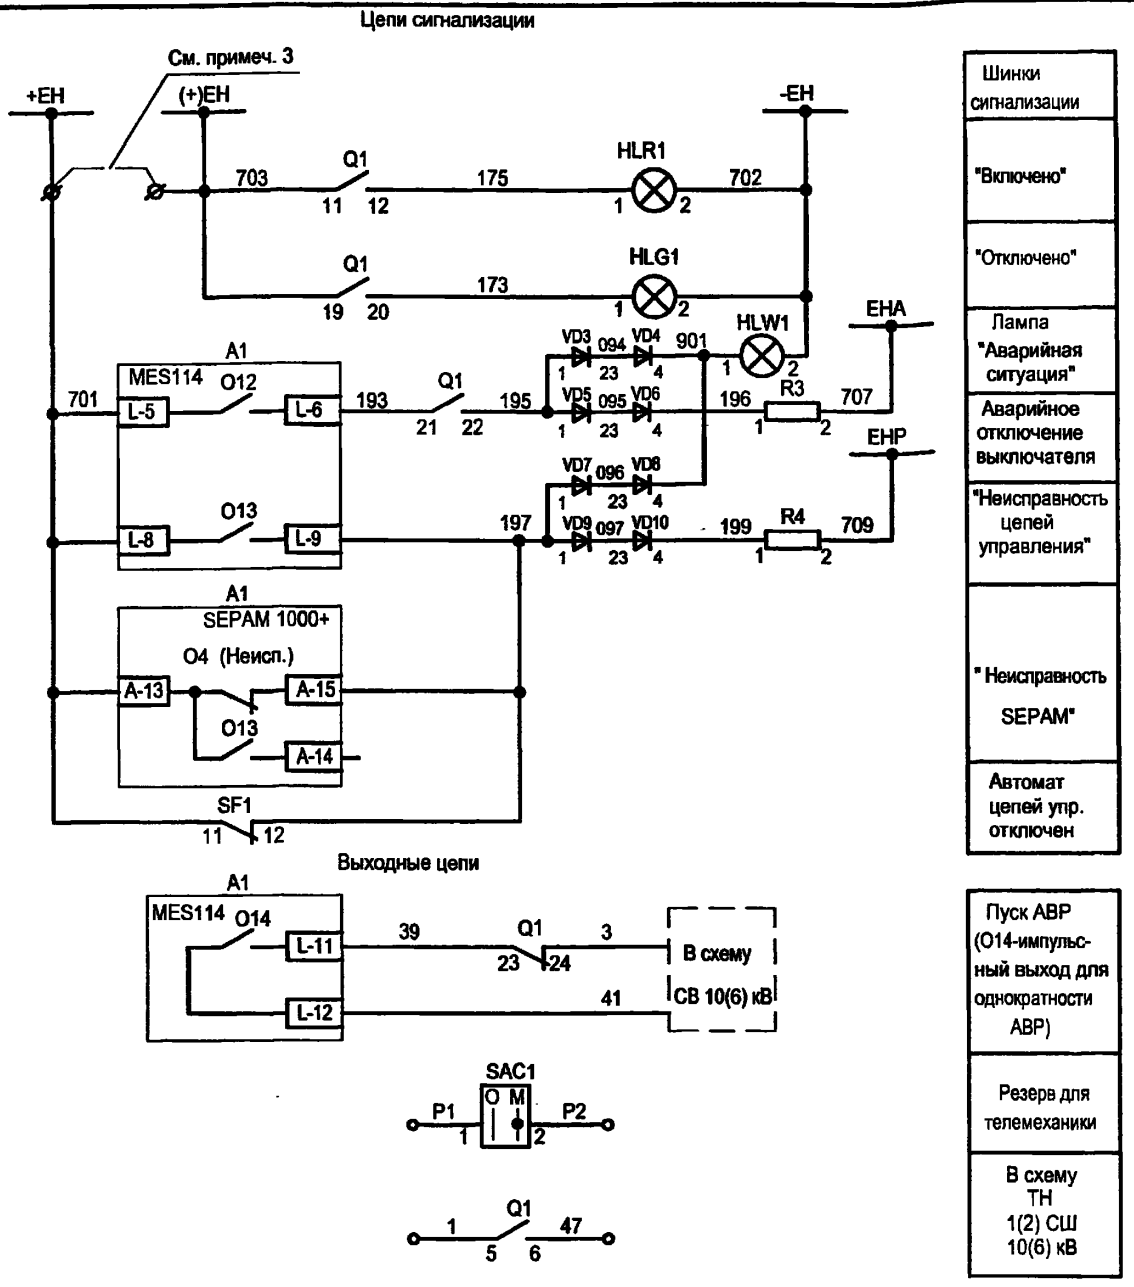 Цепи сигнализации
См. примеч. 3
+EH
(+)EH
-EH
Шинки
сигнализации
703
Q1
11 12
175
HLR1
1 2
702
"Включено"
Q1
19 20
173
HLG1
1 2
"Отключено"
EHA
Лампа
"Аварийная
ситуация"
A1
MES114
701
L-5
O12
L-6
193
Q1
21 22
195
VD3 094 VD4
1 23 4
901
HLW1
1 2
VD5 095 VD6
1 23 4
196
R3
1 2
707
Аварийное
отключение
выключателя
EHP
VD7 096 VD8
1 23 4
L-8
O13
L-9
197
VD9 097 VD10
1 23 4
199
R4
1 2
709
"Неисправность
цепей
управления"
A1
SEPAM 1000+
O4 (Неисп.)
A-13
A-15
O13
A-14
"Неисправность
SEPAM"
SF1
11 12
Автомат
цепей упр.
отключен
Выходные цепи
A1
MES114
O14
L-11
39
Q1
23 24
3
L-12
41
В схему
СВ 10(6) кВ
Пуск АВР
(О14-импульс-
ный выход для
однократности
АВР)
SAC1
O M
P1
1 2
P2
Резерв для
телемеханики
Q1
1
5 6
47
В схему
ТН
1(2) СШ
10(6) кВ